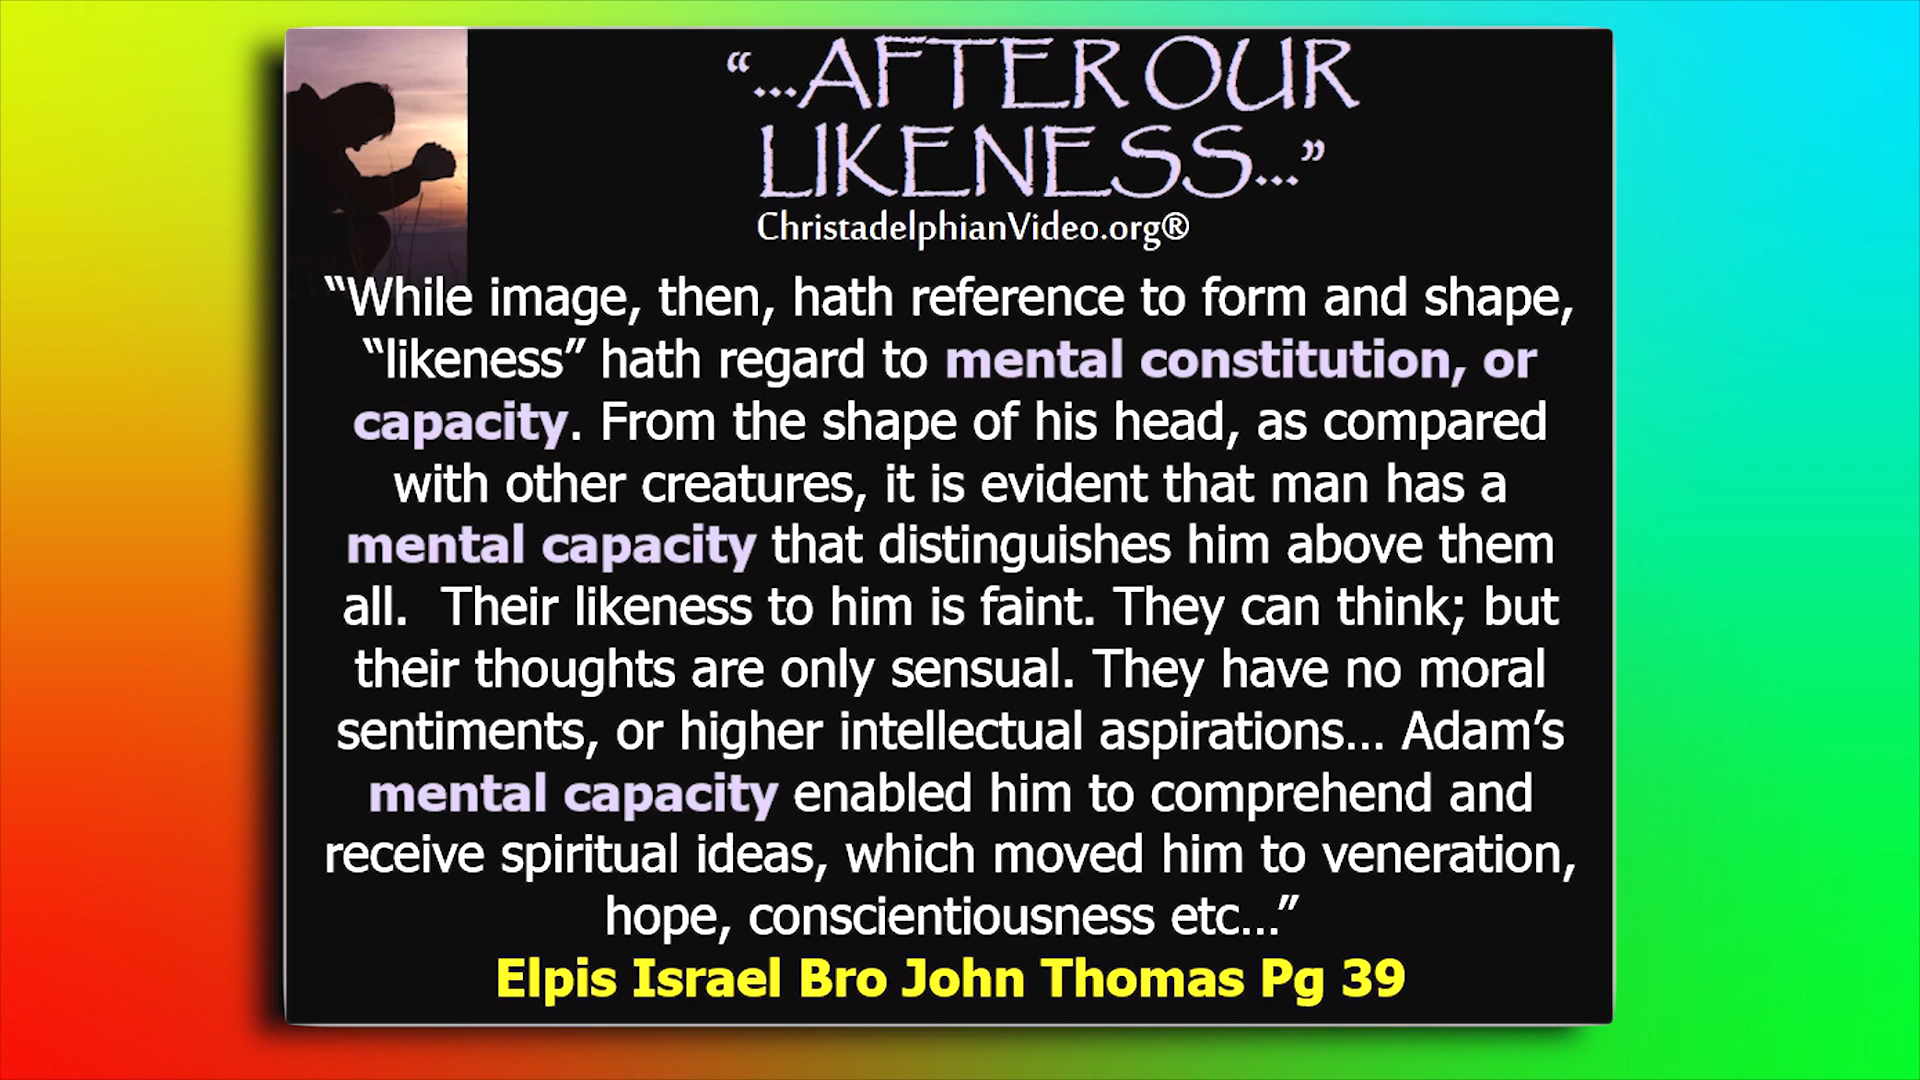 “...AFTER OUR
LIKENESS...”
ChristadelphianVideo.org®
“While image, then, hath reference to form and shape,
“likeness” hath regard to mental constitution, or
capacity. From the shape of his head, as compared
with other creatures, it is evident that man has a
mental capacity that distinguishes him above them
all.  Their likeness to him is faint. They can think; but
their thoughts are only sensual. They have no moral
sentiments, or higher intellectual aspirations... Adam’s
mental capacity enabled him to comprehend and
receive spiritual ideas, which moved him to veneration,
hope, conscientiousness etc...”
Elpis Israel Bro John Thomas Pg 39